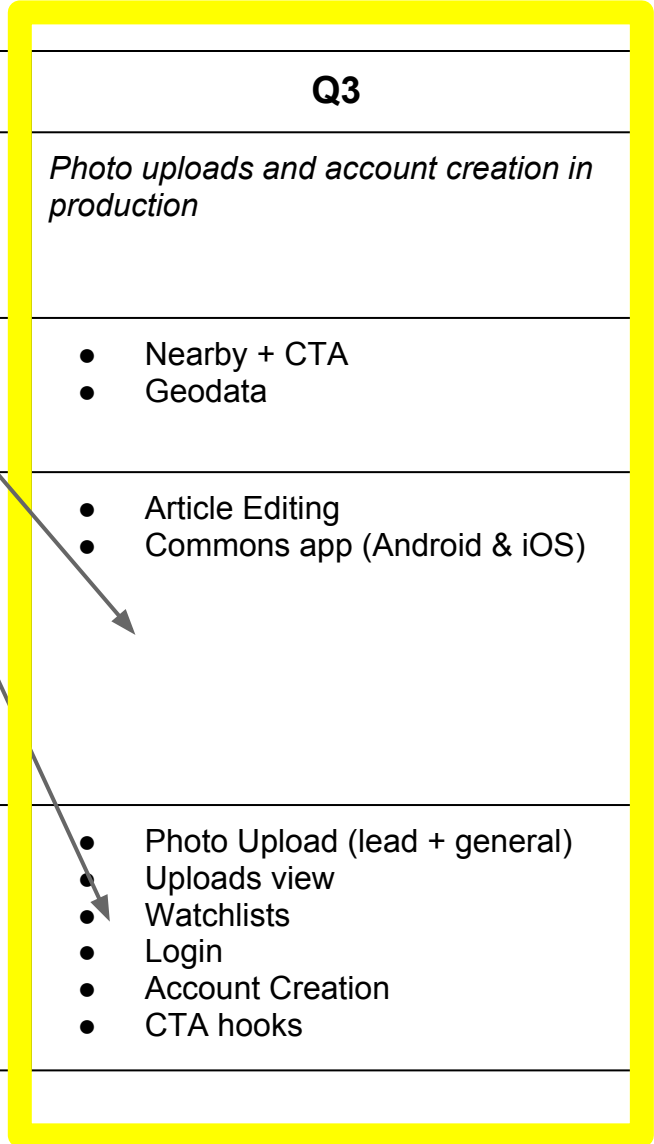 Q3
Photo uploads and account creation in
production
● Nearby + CTA
● Geodata
● Article Editing
● Commons app (Android & iOS)
● Photo Upload (lead + general)
● Uploads view
● Watchlists
● Login
● Account Creation
● CTA hooks